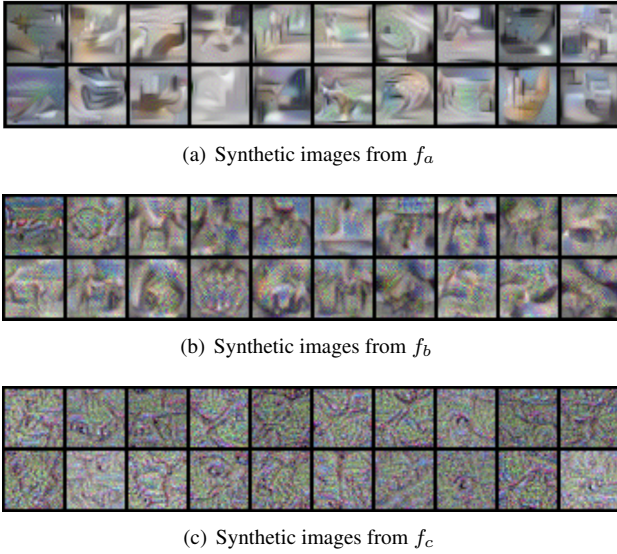 (a) Synthetic images from f_a
(b) Synthetic images from f_b
(c) Synthetic images from f_c